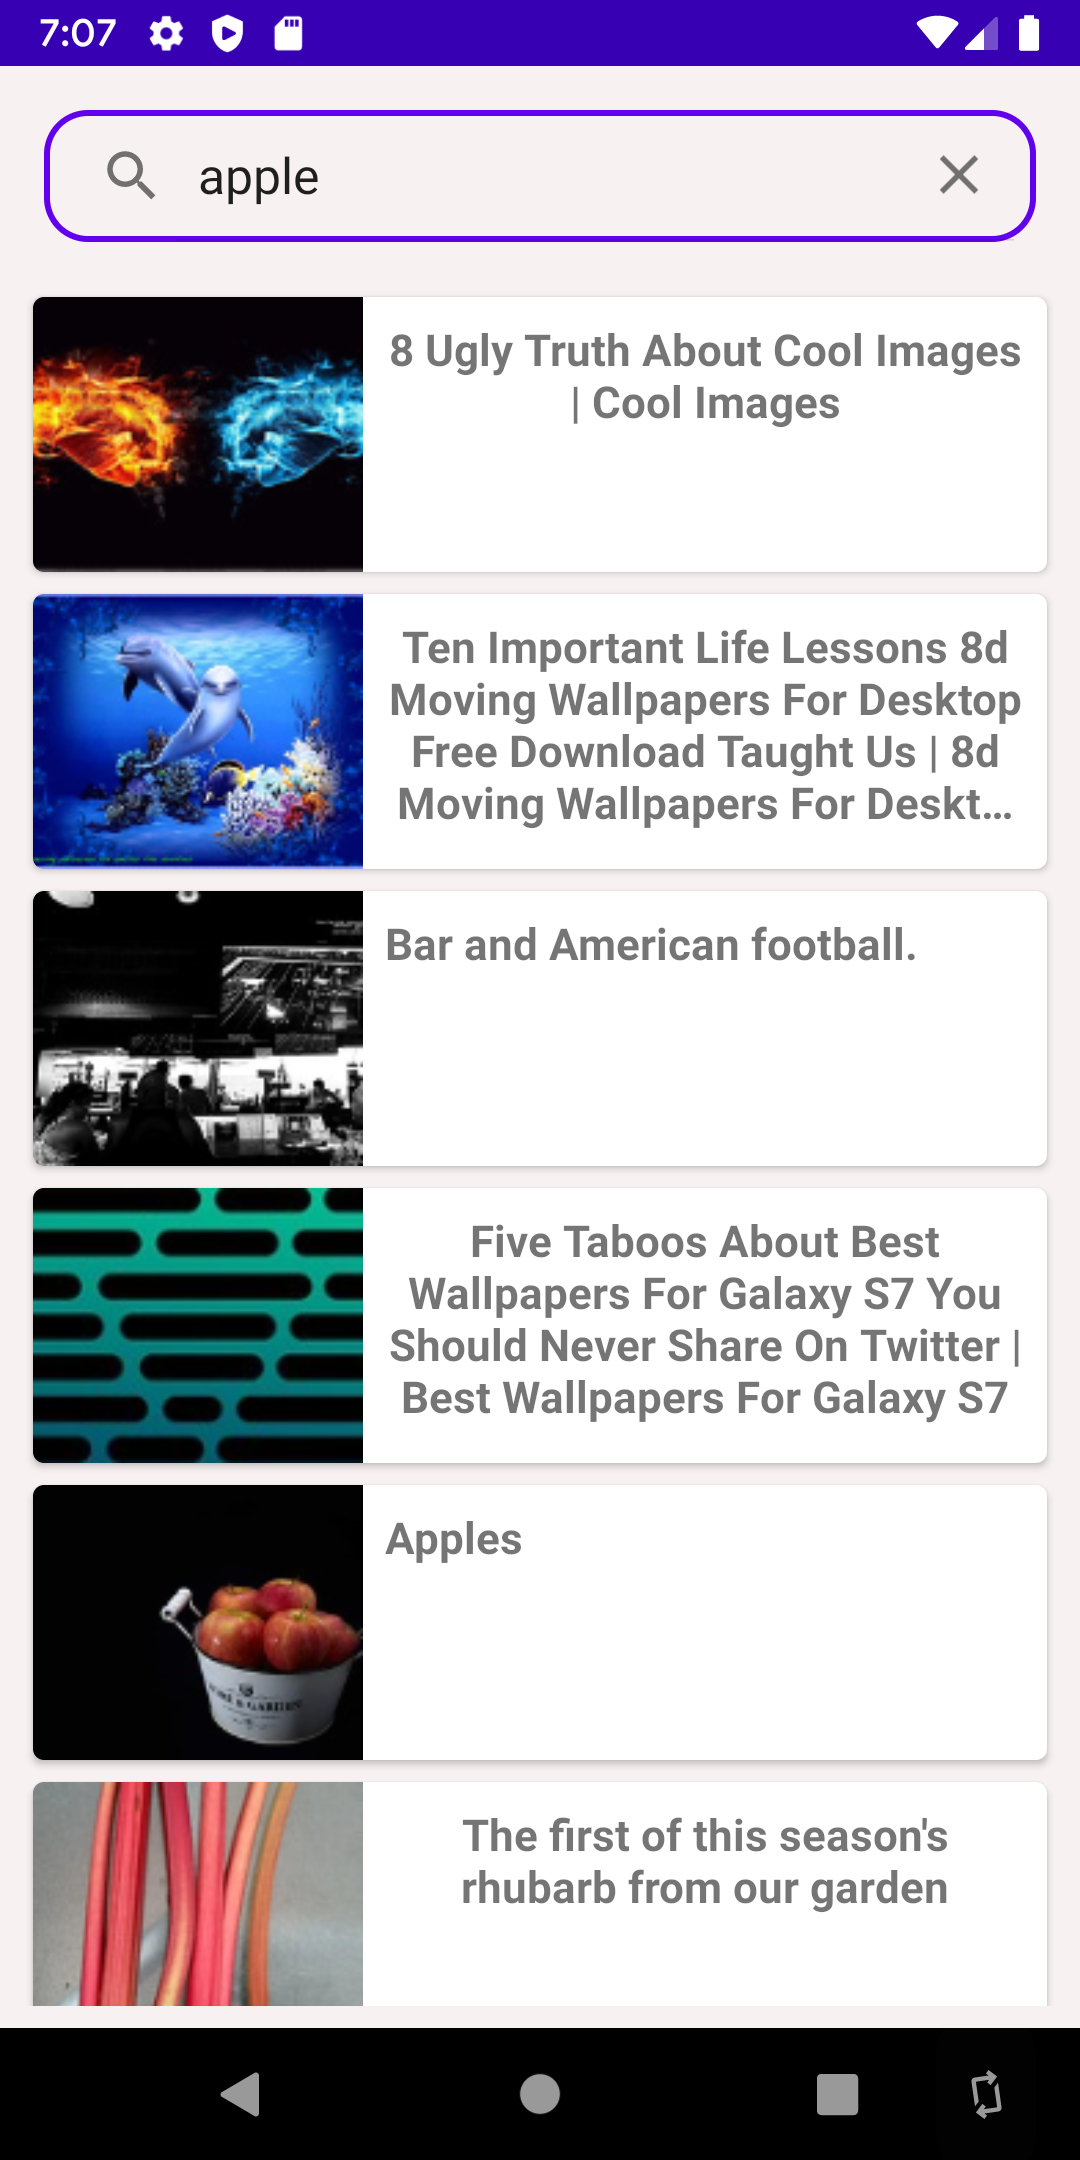 7:07
apple
8 Ugly Truth About Cool Images
| Cool Images
Ten Important Life Lessons 8d
Moving Wallpapers For Desktop
Free Download Taught Us | 8d
Moving Wallpapers For Deskt...
Bar and American football.
Five Taboos About Best
Wallpapers For Galaxy S7 You
Should Never Share On Twitter |
Best Wallpapers For Galaxy S7
Apples
The first of this season's
rhubarb from our garden